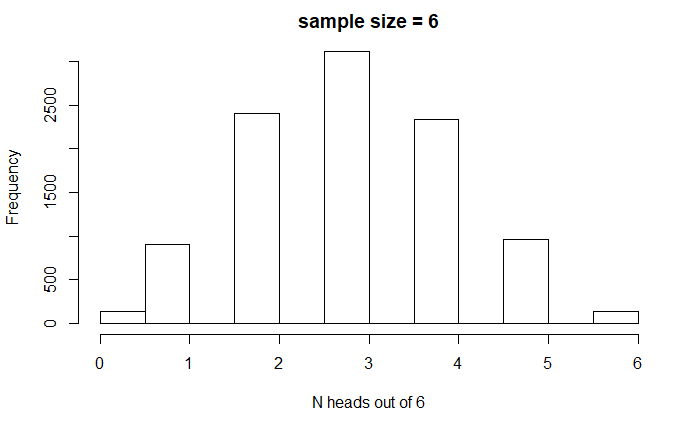 sample size = 6
Frequency
2500
1500
500
0
0 1 2 3 4 5 6
N heads out of 6